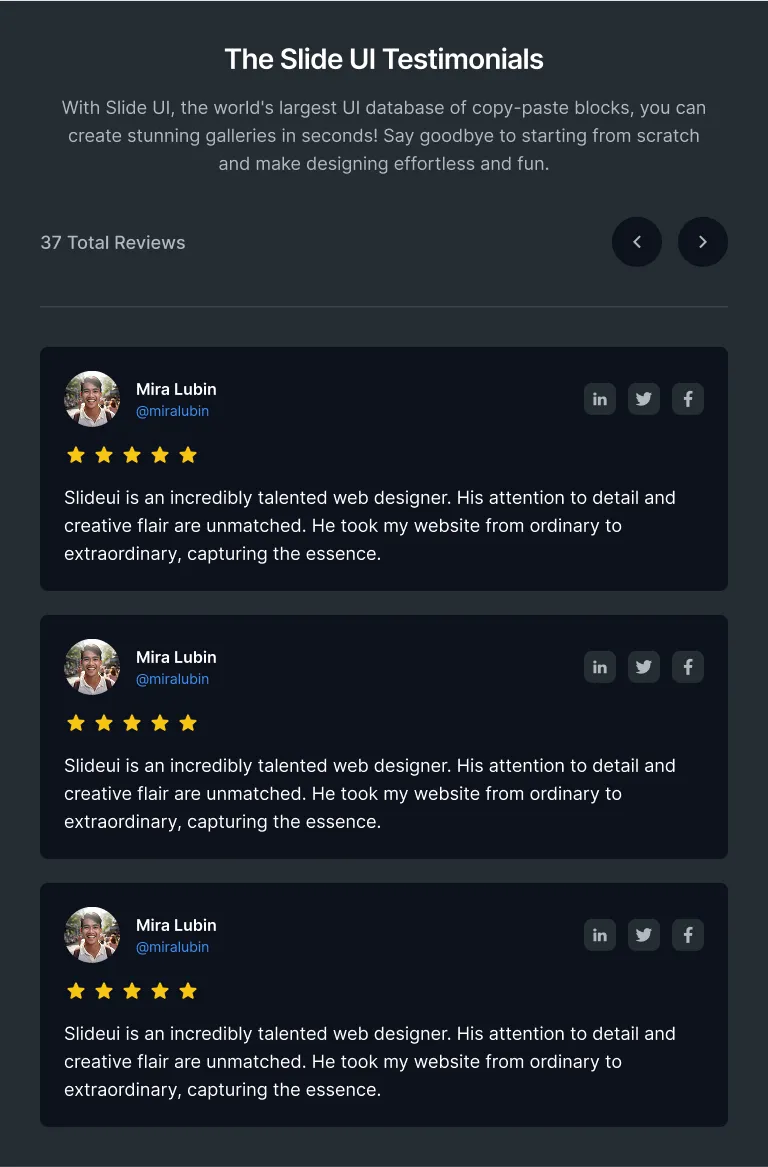 The Slide UI Testimonials
With Slide UI, the world's largest UI database of copy-paste blocks, you can
create stunning galleries in seconds! Say goodbye to starting from scratch
and make designing effortless and fun.
37 Total Reviews
Mira Lubin
@miralubin
Slideui is an incredibly talented web designer. His attention to detail and
creative flair are unmatched. He took my website from ordinary to
extraordinary, capturing the essence.
Mira Lubin
@miralubin
Slideui is an incredibly talented web designer. His attention to detail and
creative flair are unmatched. He took my website from ordinary to
extraordinary, capturing the essence.
Mira Lubin
@miralubin
Slideui is an incredibly talented web designer. His attention to detail and
creative flair are unmatched. He took my website from ordinary to
extraordinary, capturing the essence.